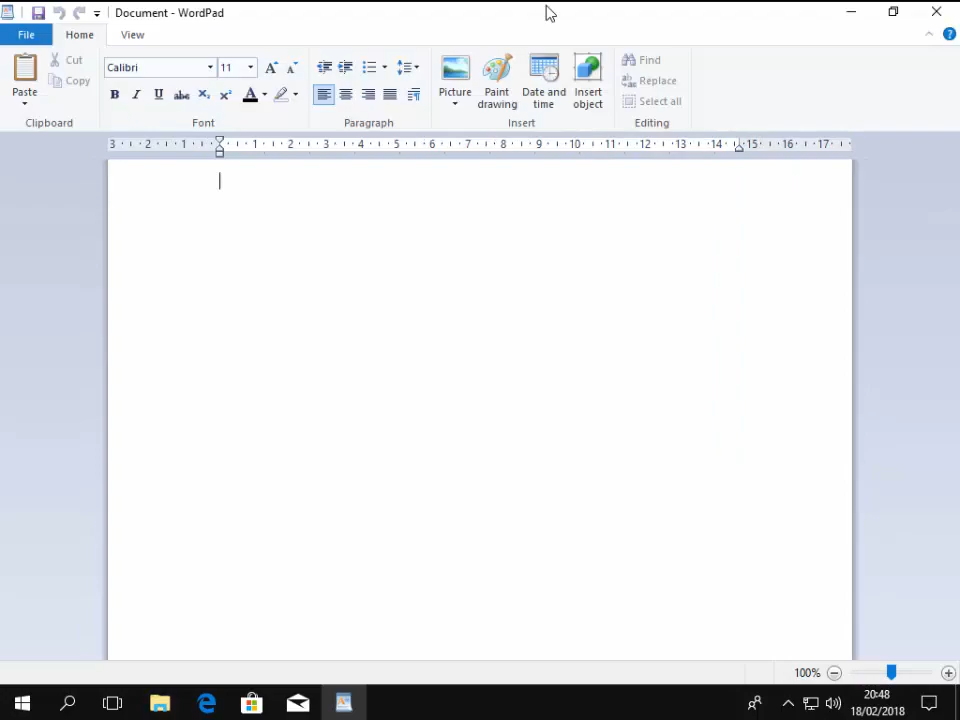 Document - WordPad
File Home View
Paste
Cut
Copy
Clipboard
Calibri 11
B I U abc X₂ X²
A
Font
Paragraph
Picture
Paint drawing
Date and time
Insert object
Insert
Find
Replace
Select all
Editing
3 2 1 1 2 3 4 5 6 7 8 9 10 11 12 13 14 15 16 17
100%
20:48
18/02/2018